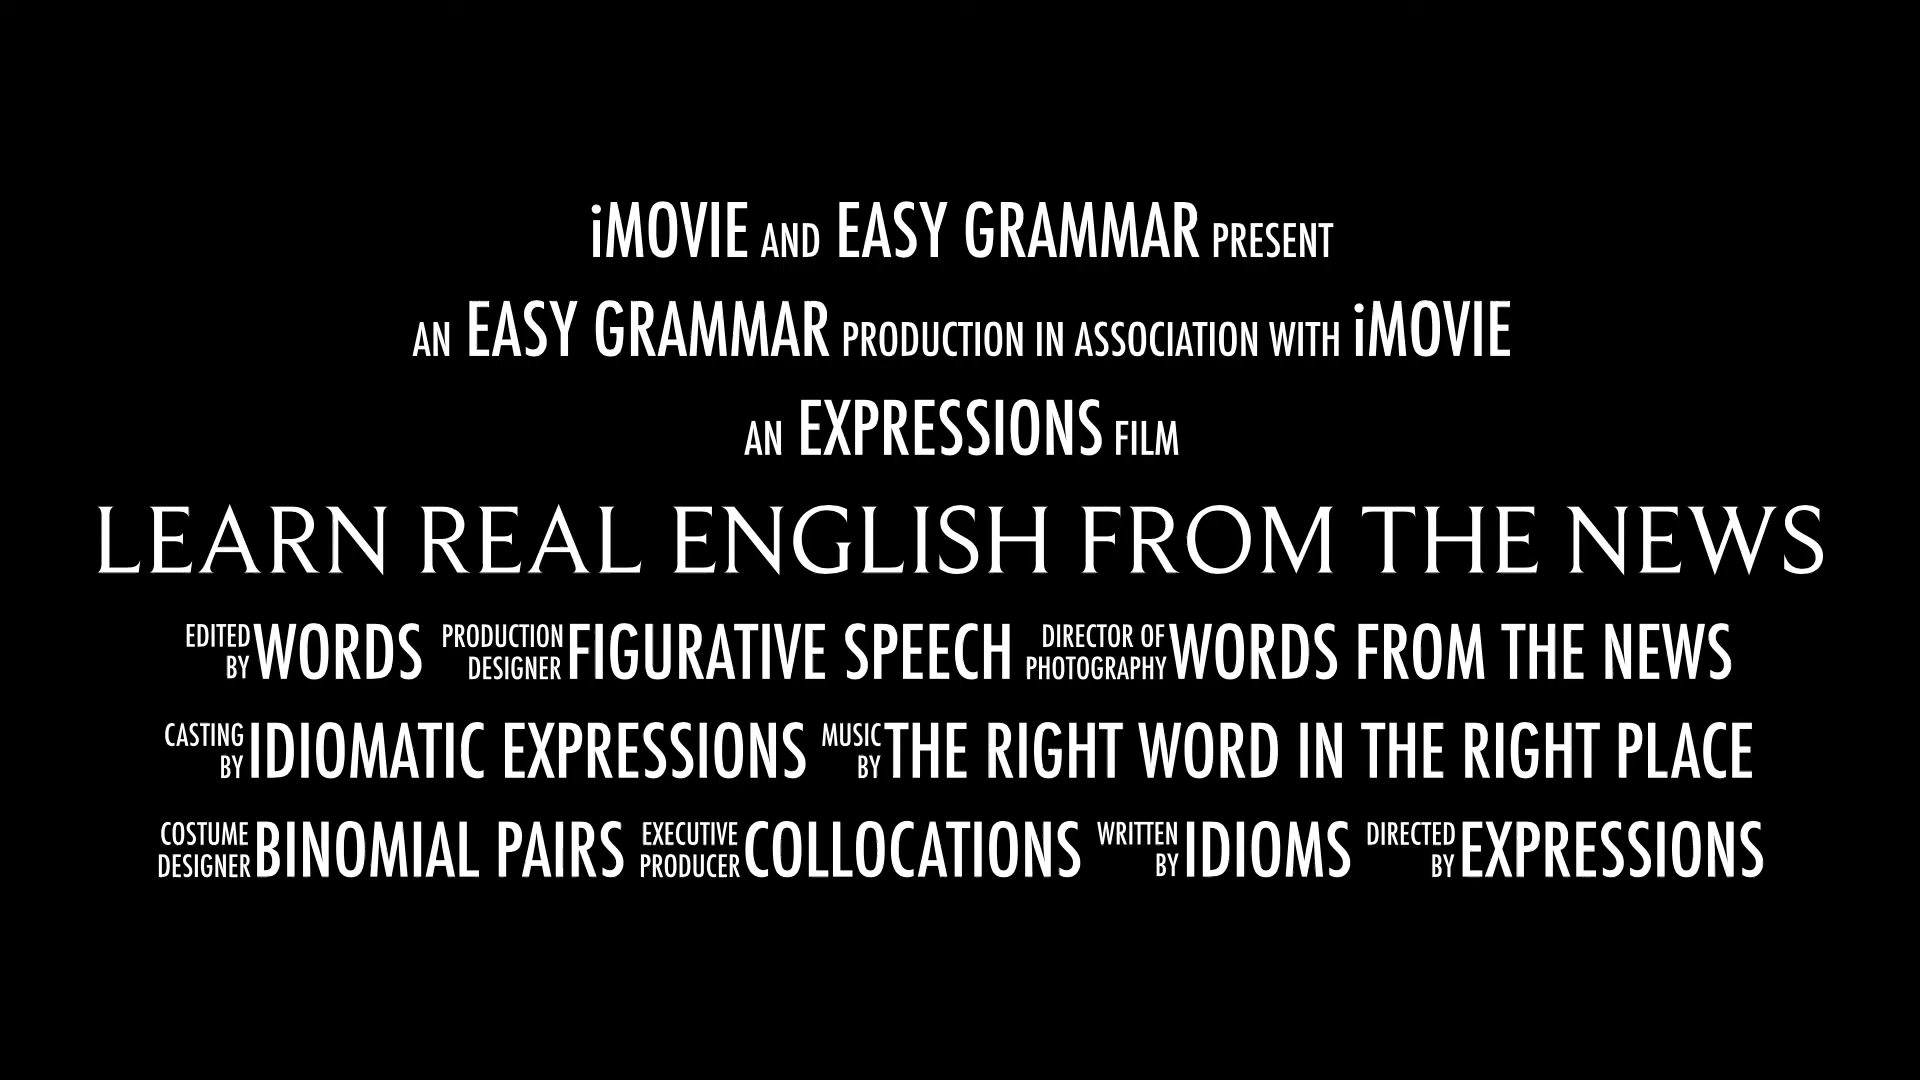 iMOVIE AND EASY GRAMMAR PRESENT
AN EASY GRAMMAR PRODUCTION IN ASSOCIATION WITH iMOVIE
AN EXPRESSIONS FILM
LEARN REAL ENGLISH FROM THE NEWS
EDITED BY WORDS PRODUCTION DESIGNER FIGURATIVE SPEECH DIRECTOR OF PHOTOGRAPHY WORDS FROM THE NEWS
CASTING BY IDIOMATIC EXPRESSIONS MUSIC BY THE RIGHT WORD IN THE RIGHT PLACE
COSTUME DESIGNER BINOMIAL PAIRS EXECUTIVE PRODUCER COLLOCATIONS WRITTEN BY IDIOMS DIRECTED BY EXPRESSIONS